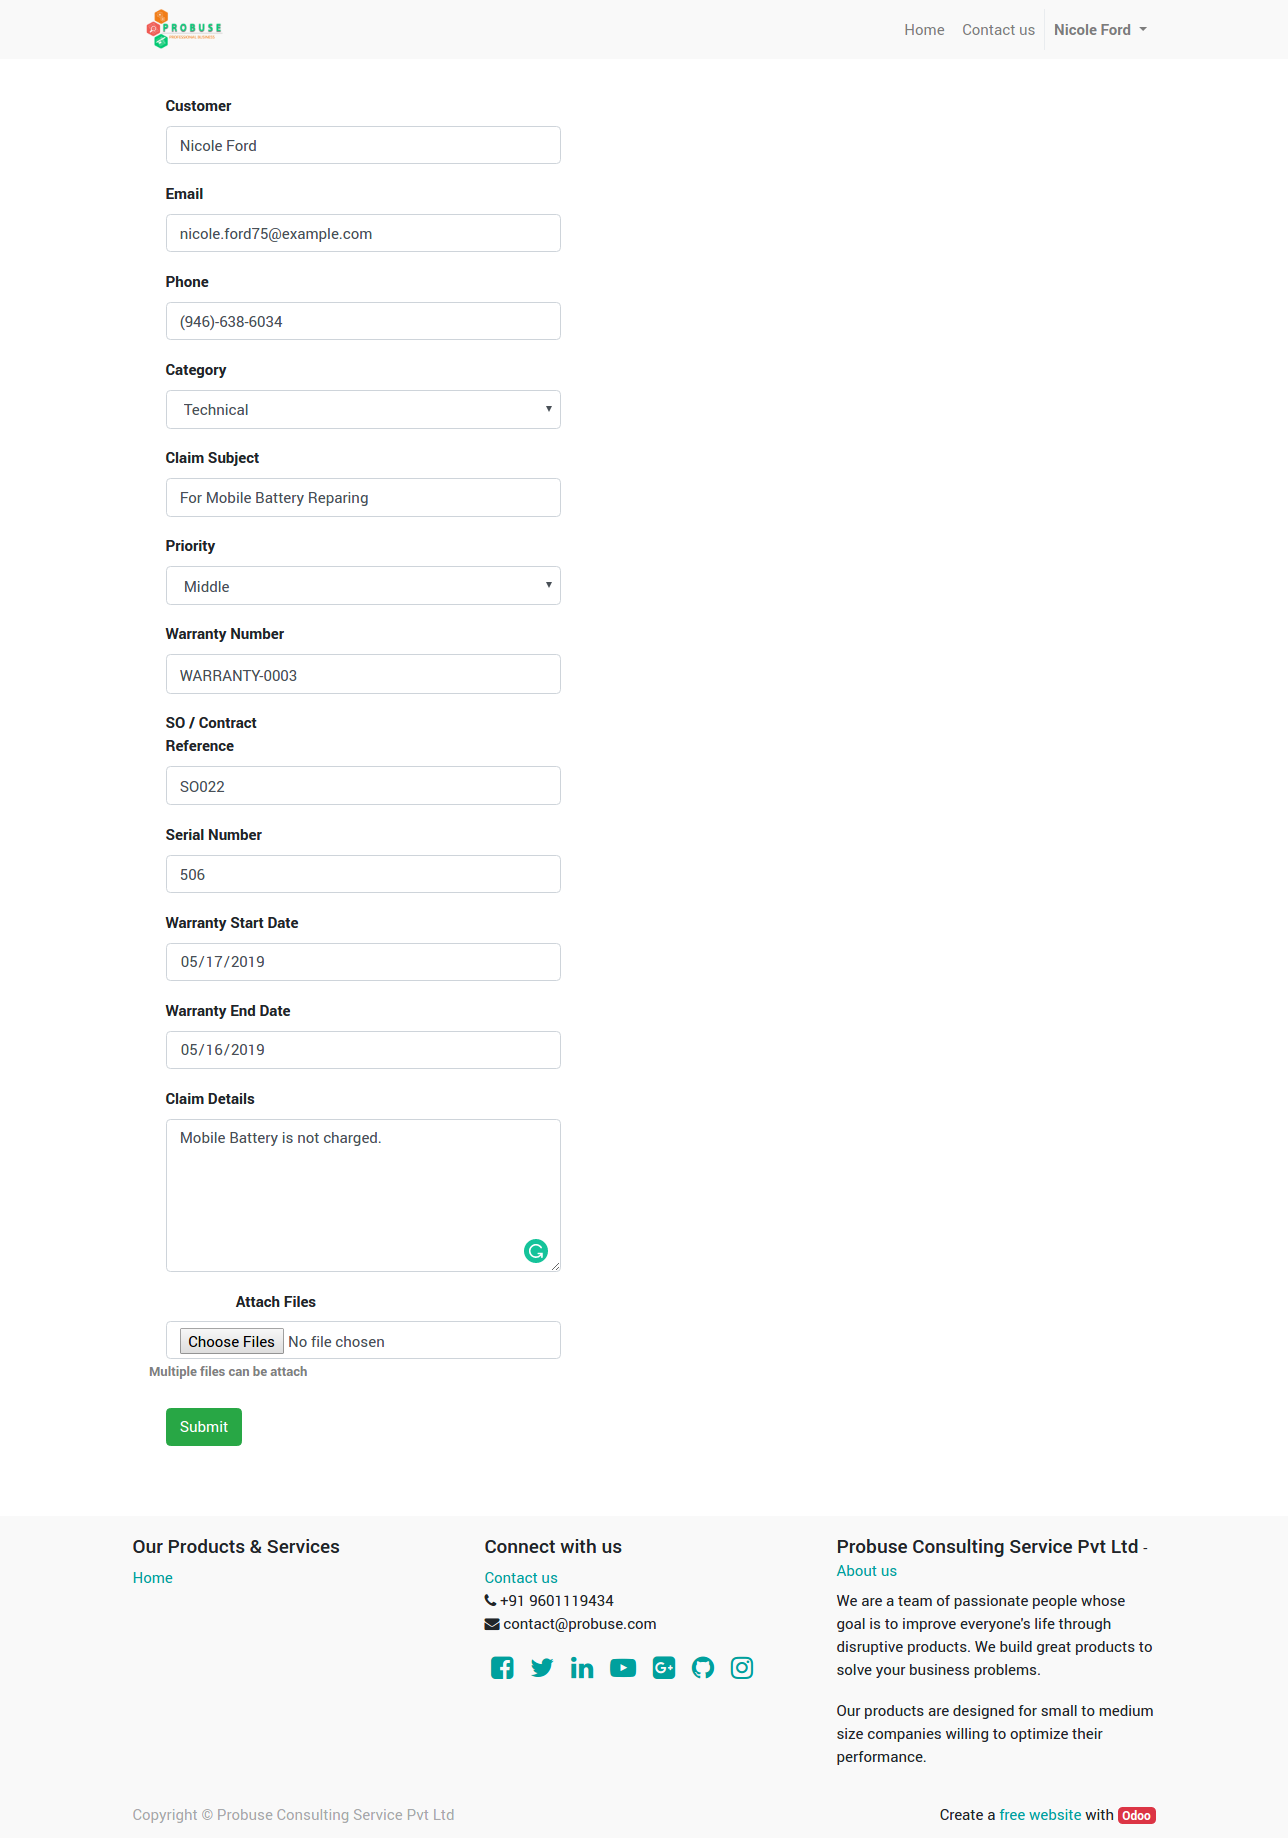 PROBUSE
Home
Contact us
Nicole Ford
Customer
Nicole Ford
Email
nicole.ford75@example.com
Phone
(946)-638-6034
Category
Technical
Claim Subject
For Mobile Battery Reparing
Priority
Middle
Warranty Number
WARRANTY-0003
SO / Contract
Reference
SO022
Serial Number
506
Warranty Start Date
05/17/2019
Warranty End Date
05/16/2019
Claim Details
Mobile Battery is not charged.
Attach Files
Choose Files No file chosen
Multiple files can be attach
Submit
Our Products & Services
Home
Connect with us
Contact us
+91 9601119434
contact@probuse.com
Probuse Consulting Service Pvt Ltd -
About us
We are a team of passionate people whose
goal is to improve everyone's life through
disruptive products. We build great products to
solve your business problems.
Our products are designed for small to medium
size companies willing to optimize their
performance.
Copyright © Probuse Consulting Service Pvt Ltd
Create a free website with Odoo